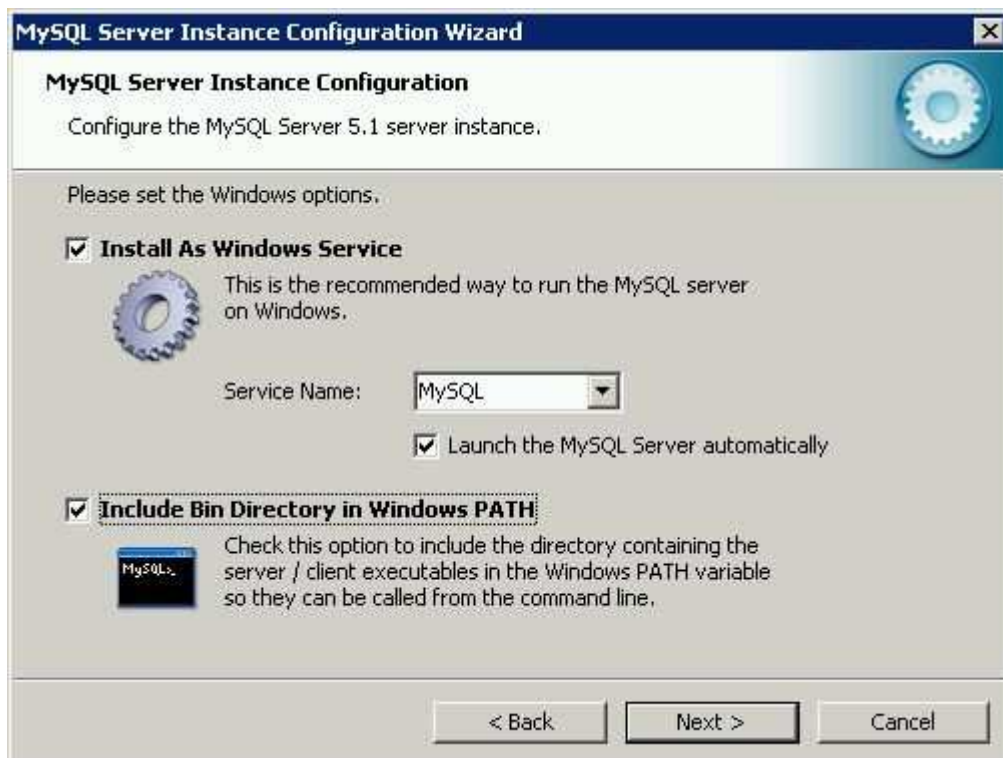 MySQL Server Instance Configuration Wizard
MySQL Server Instance Configuration
Configure the MySQL Server 5.1 server instance.
Please set the Windows options.
Install As Windows Service
This is the recommended way to run the MySQL server
on Windows.
Service Name: MySQL
Launch the MySQL Server automatically
Include Bin Directory in Windows PATH
MySQL>_
Check this option to include the directory containing the
server / client executables in the Windows PATH variable
so they can be called from the command line.
< Back Next > Cancel